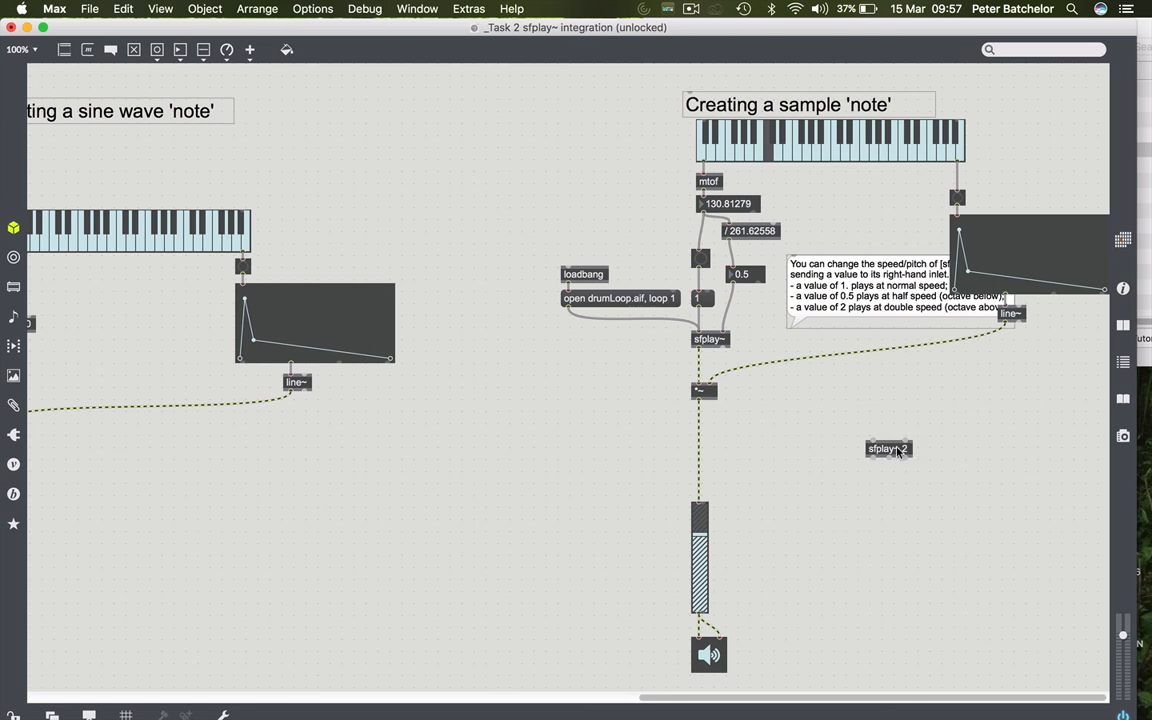 Max File Edit View Object Arrange Options Debug Window Extras Help 37% 15 Mar 09:57 Peter Batchelor
_Task 2 sfplay~ integration (unlocked)
100%
ting a sine wave 'note'
Creating a sample 'note'
mtof
130.81279
/ 261.62558
loadbang
0.5
open drumLoop.aif, loop 1
1
sfplay~
You can change the speed/pitch of [sf
sending a value to its right-hand inlet.
- a value of 1. plays at normal speed;
- a value of 0.5 plays at half speed (octave below);
- a value of 2 plays at double speed (octave abov
line~
line~
*~
sfplay~ 2
0